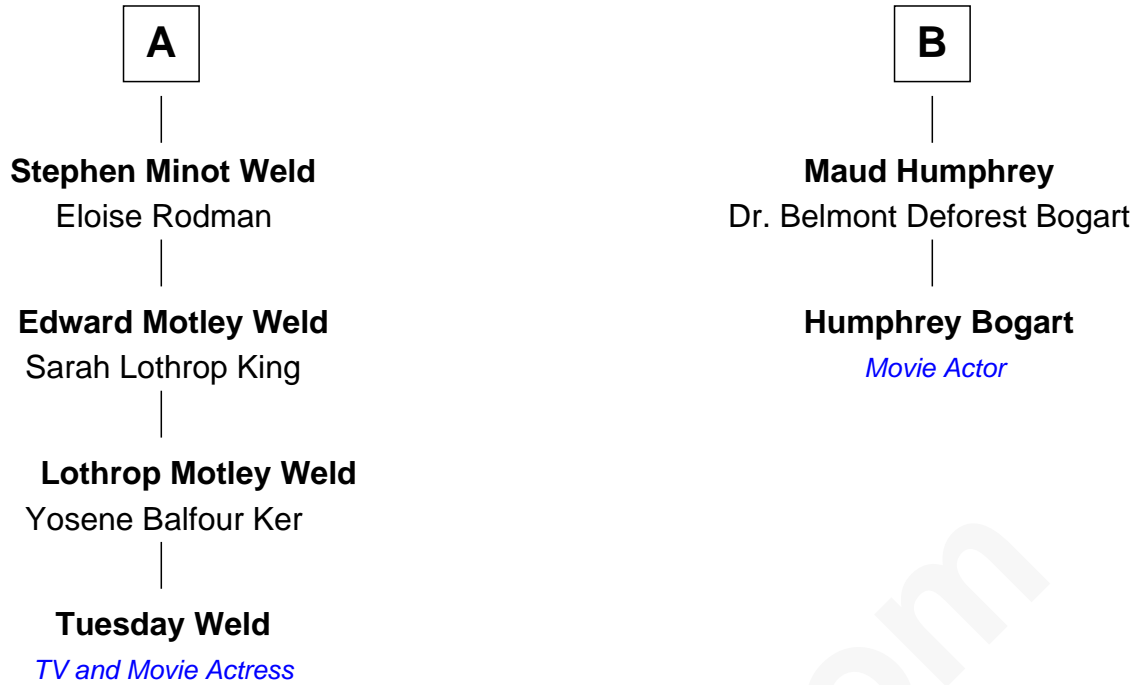 A
Stephen Minot Weld
Eloise Rodman
Edward Motley Weld
Sarah Lothrop King
Lothrop Motley Weld
Yosene Balfour Ker
Tuesday Weld
TV and Movie Actress
B
Maud Humphrey
Dr. Belmont Deforest Bogart
Humphrey Bogart
Movie Actor
om